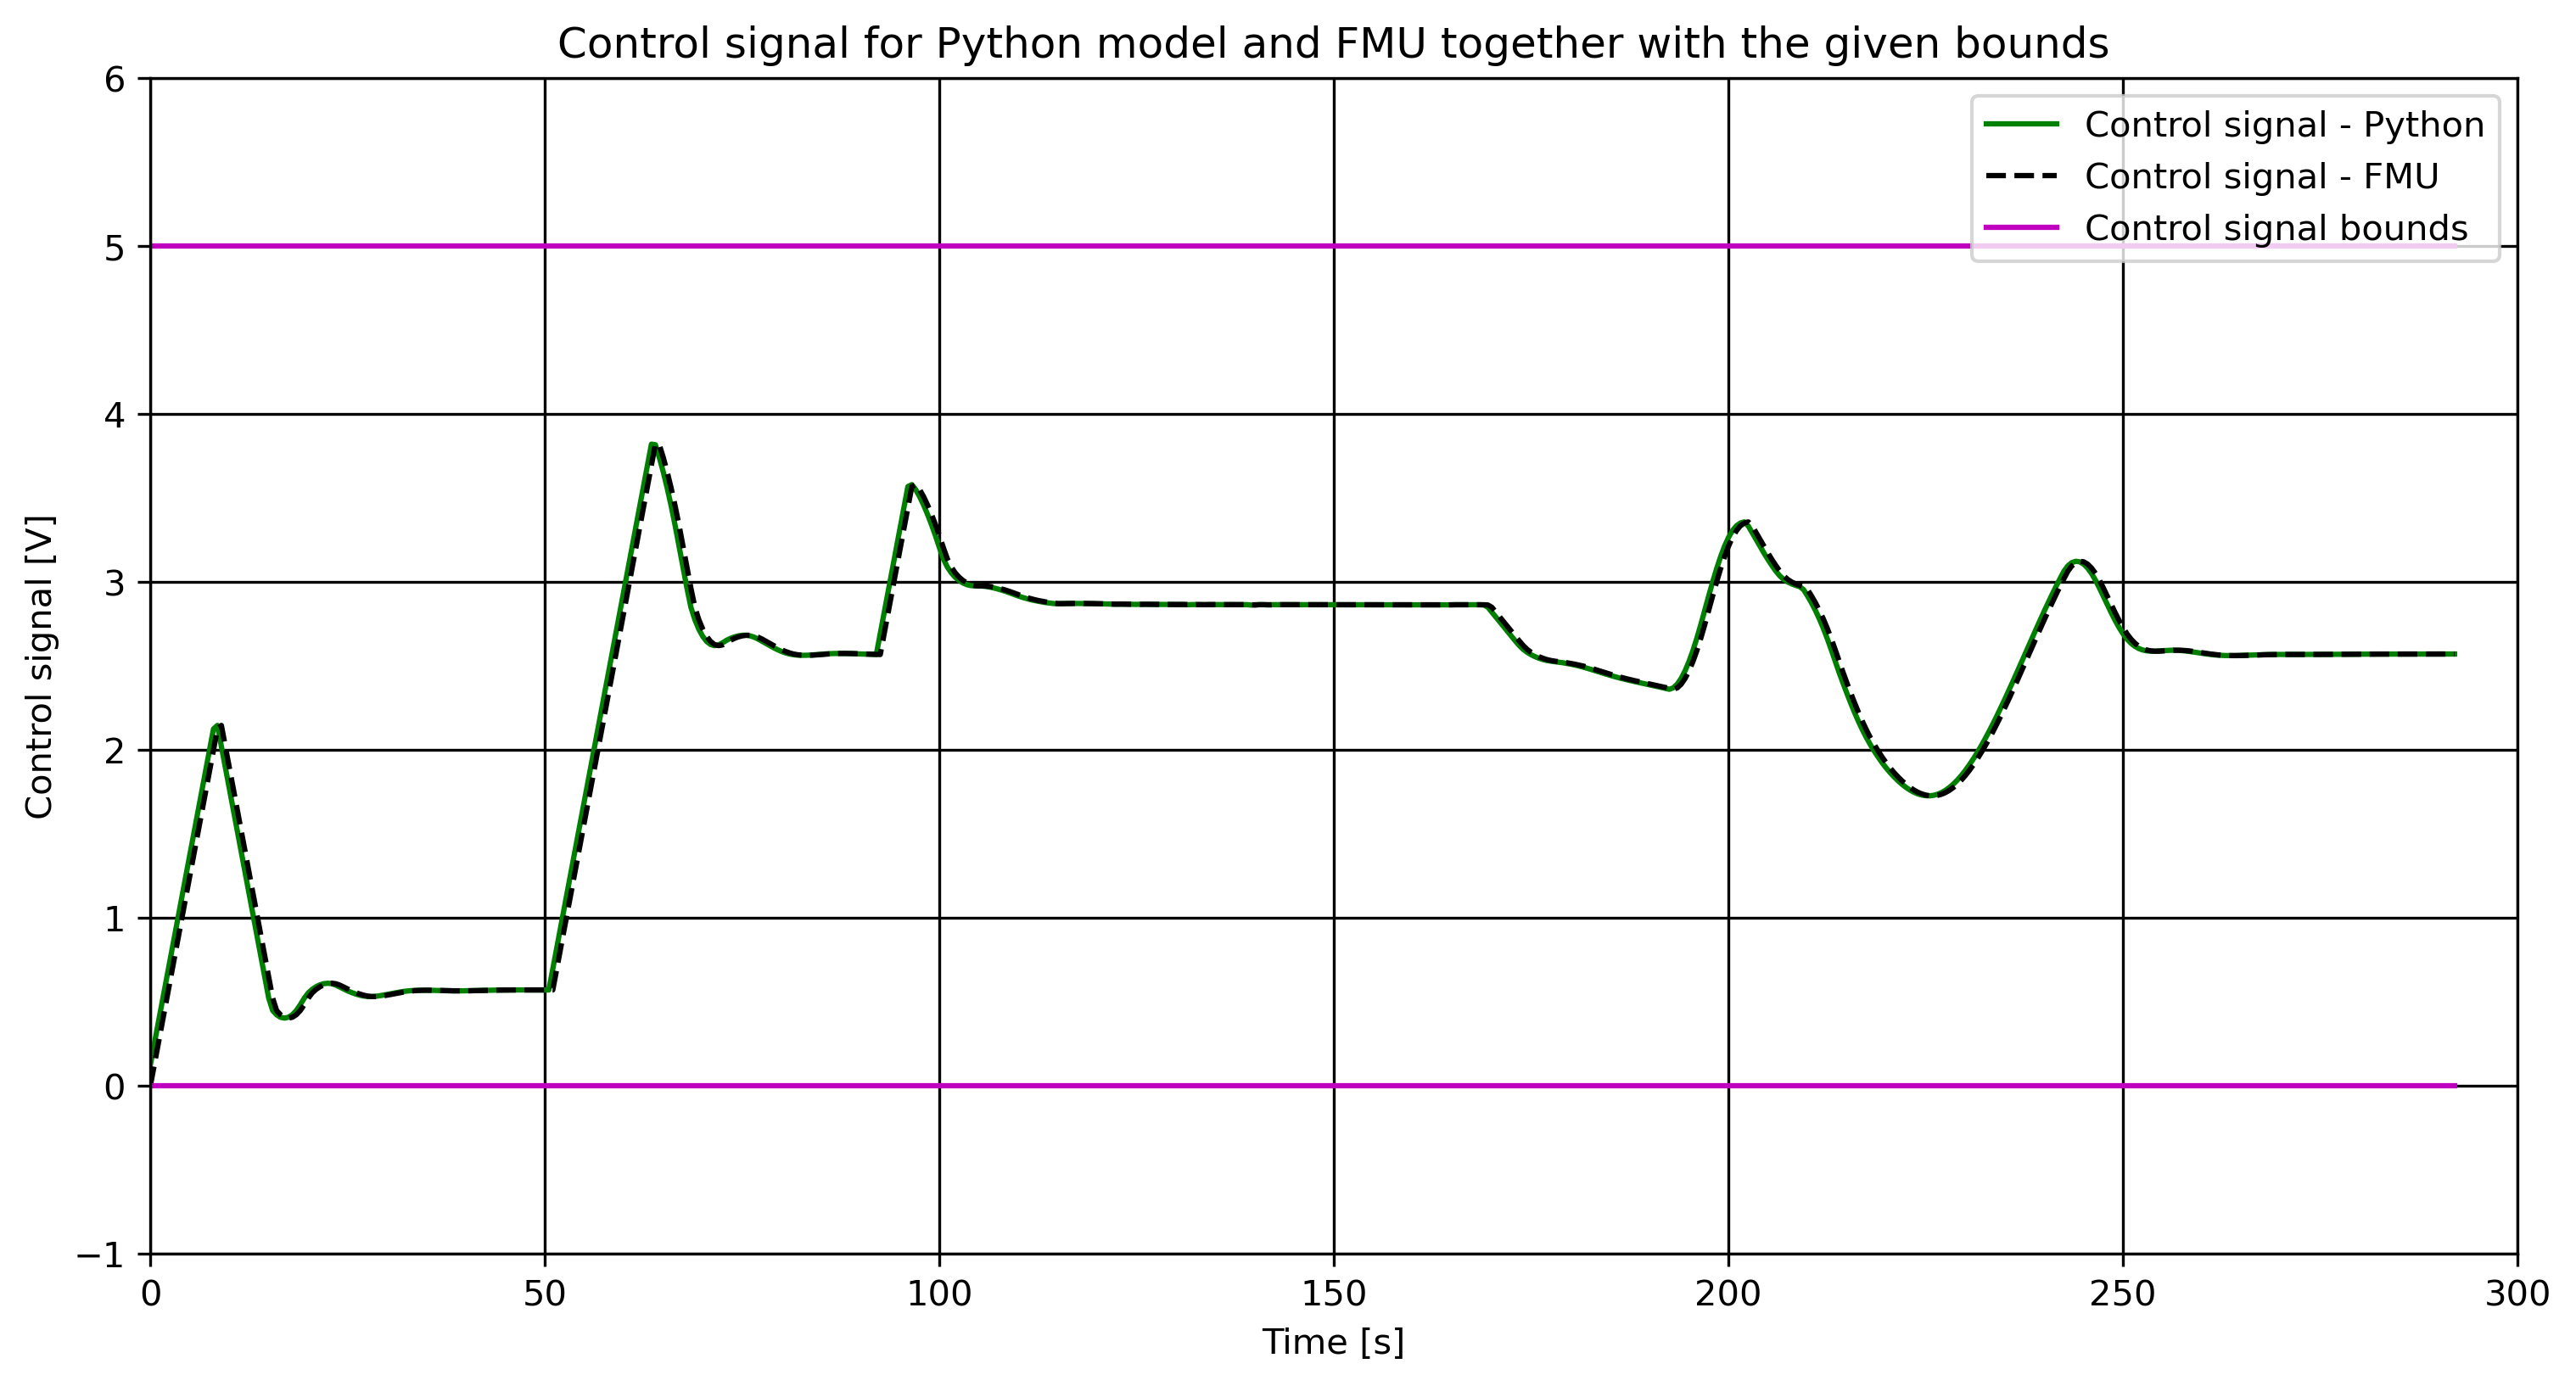 Control signal for Python model and FMU together with the given bounds
6
5
4
3
2
1
0
−1
Control signal [V]
Control signal - Python
Control signal - FMU
Control signal bounds
0 50 100 150 200 250 300
Time [s]